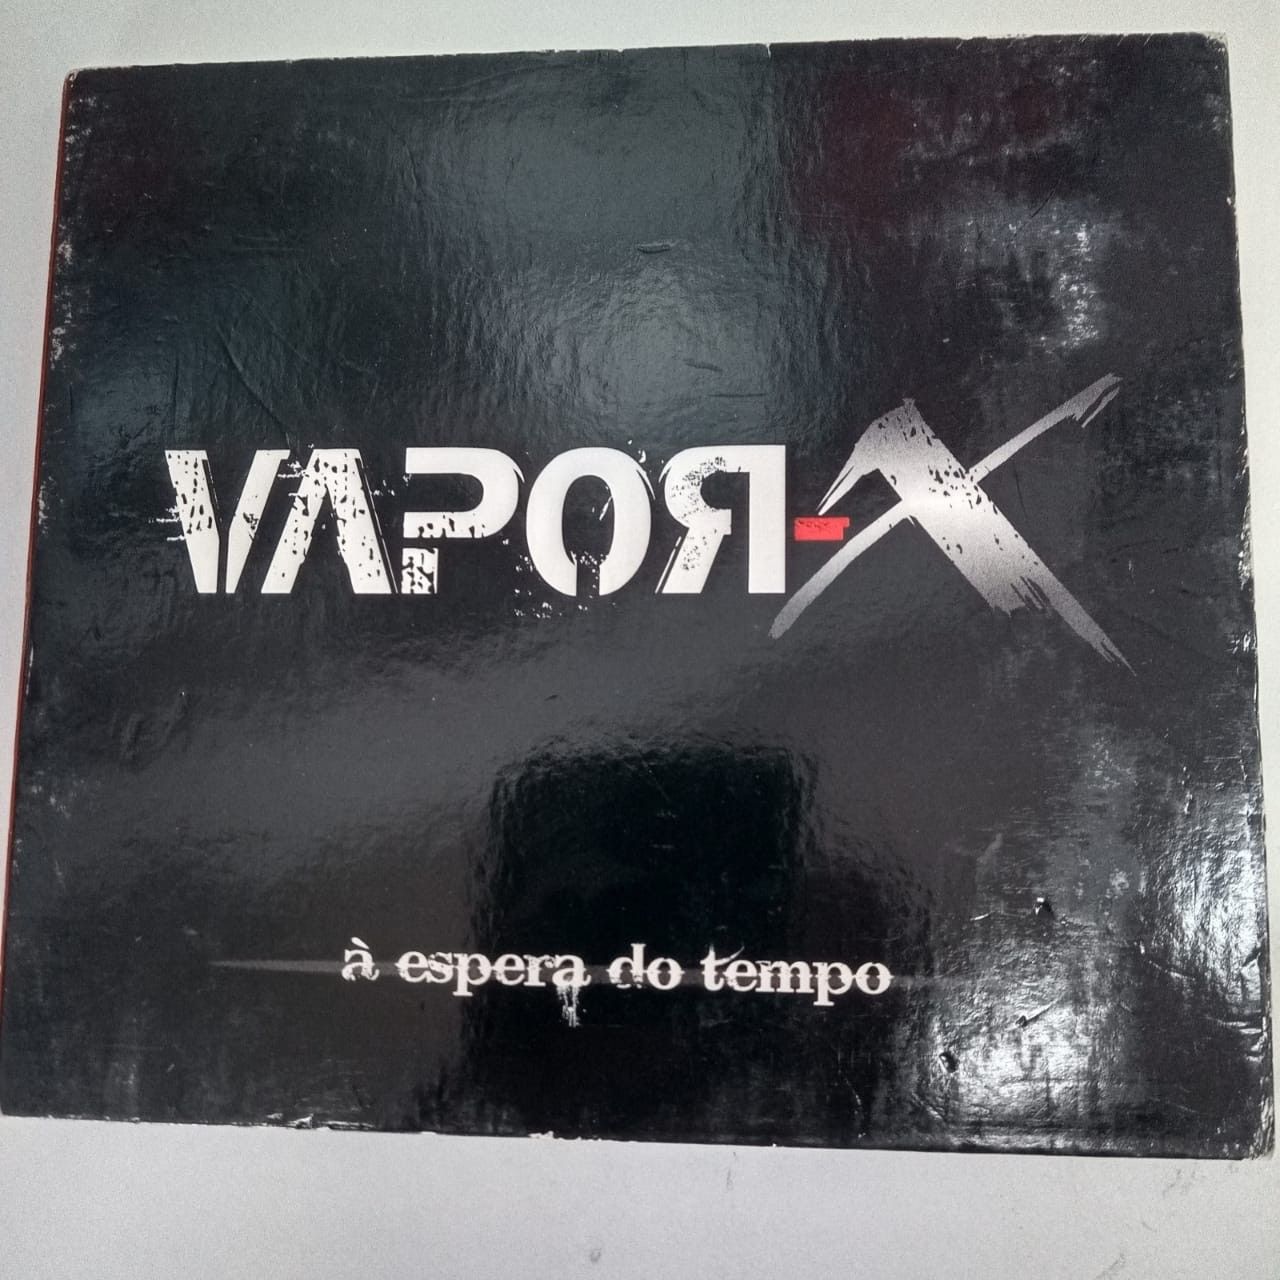 VAPOR-X
à espera do tempo